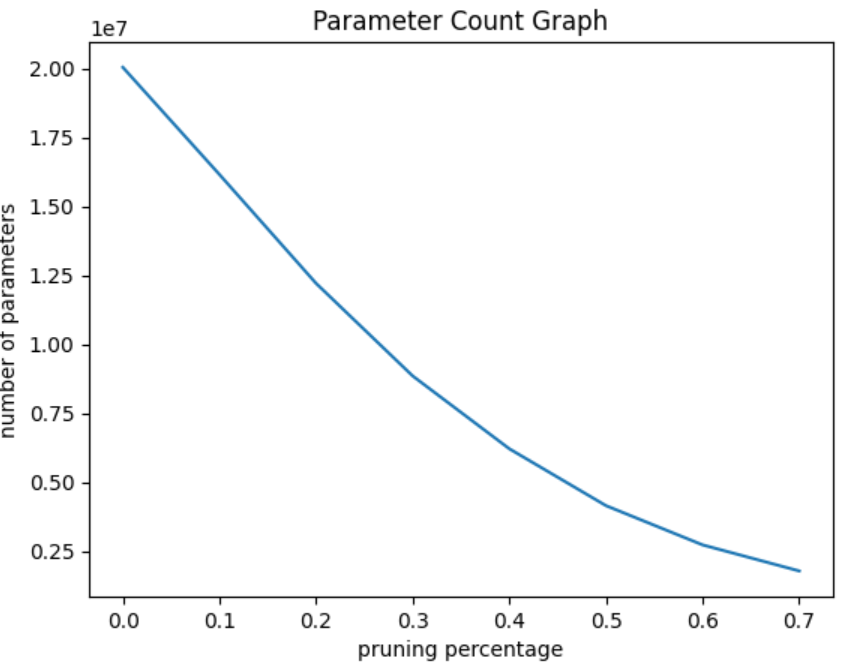 Parameter Count Graph
1e7
2.00
1.75
1.50
1.25
1.00
0.75
0.50
0.25
number of parameters
0.0 0.1 0.2 0.3 0.4 0.5 0.6 0.7
pruning percentage